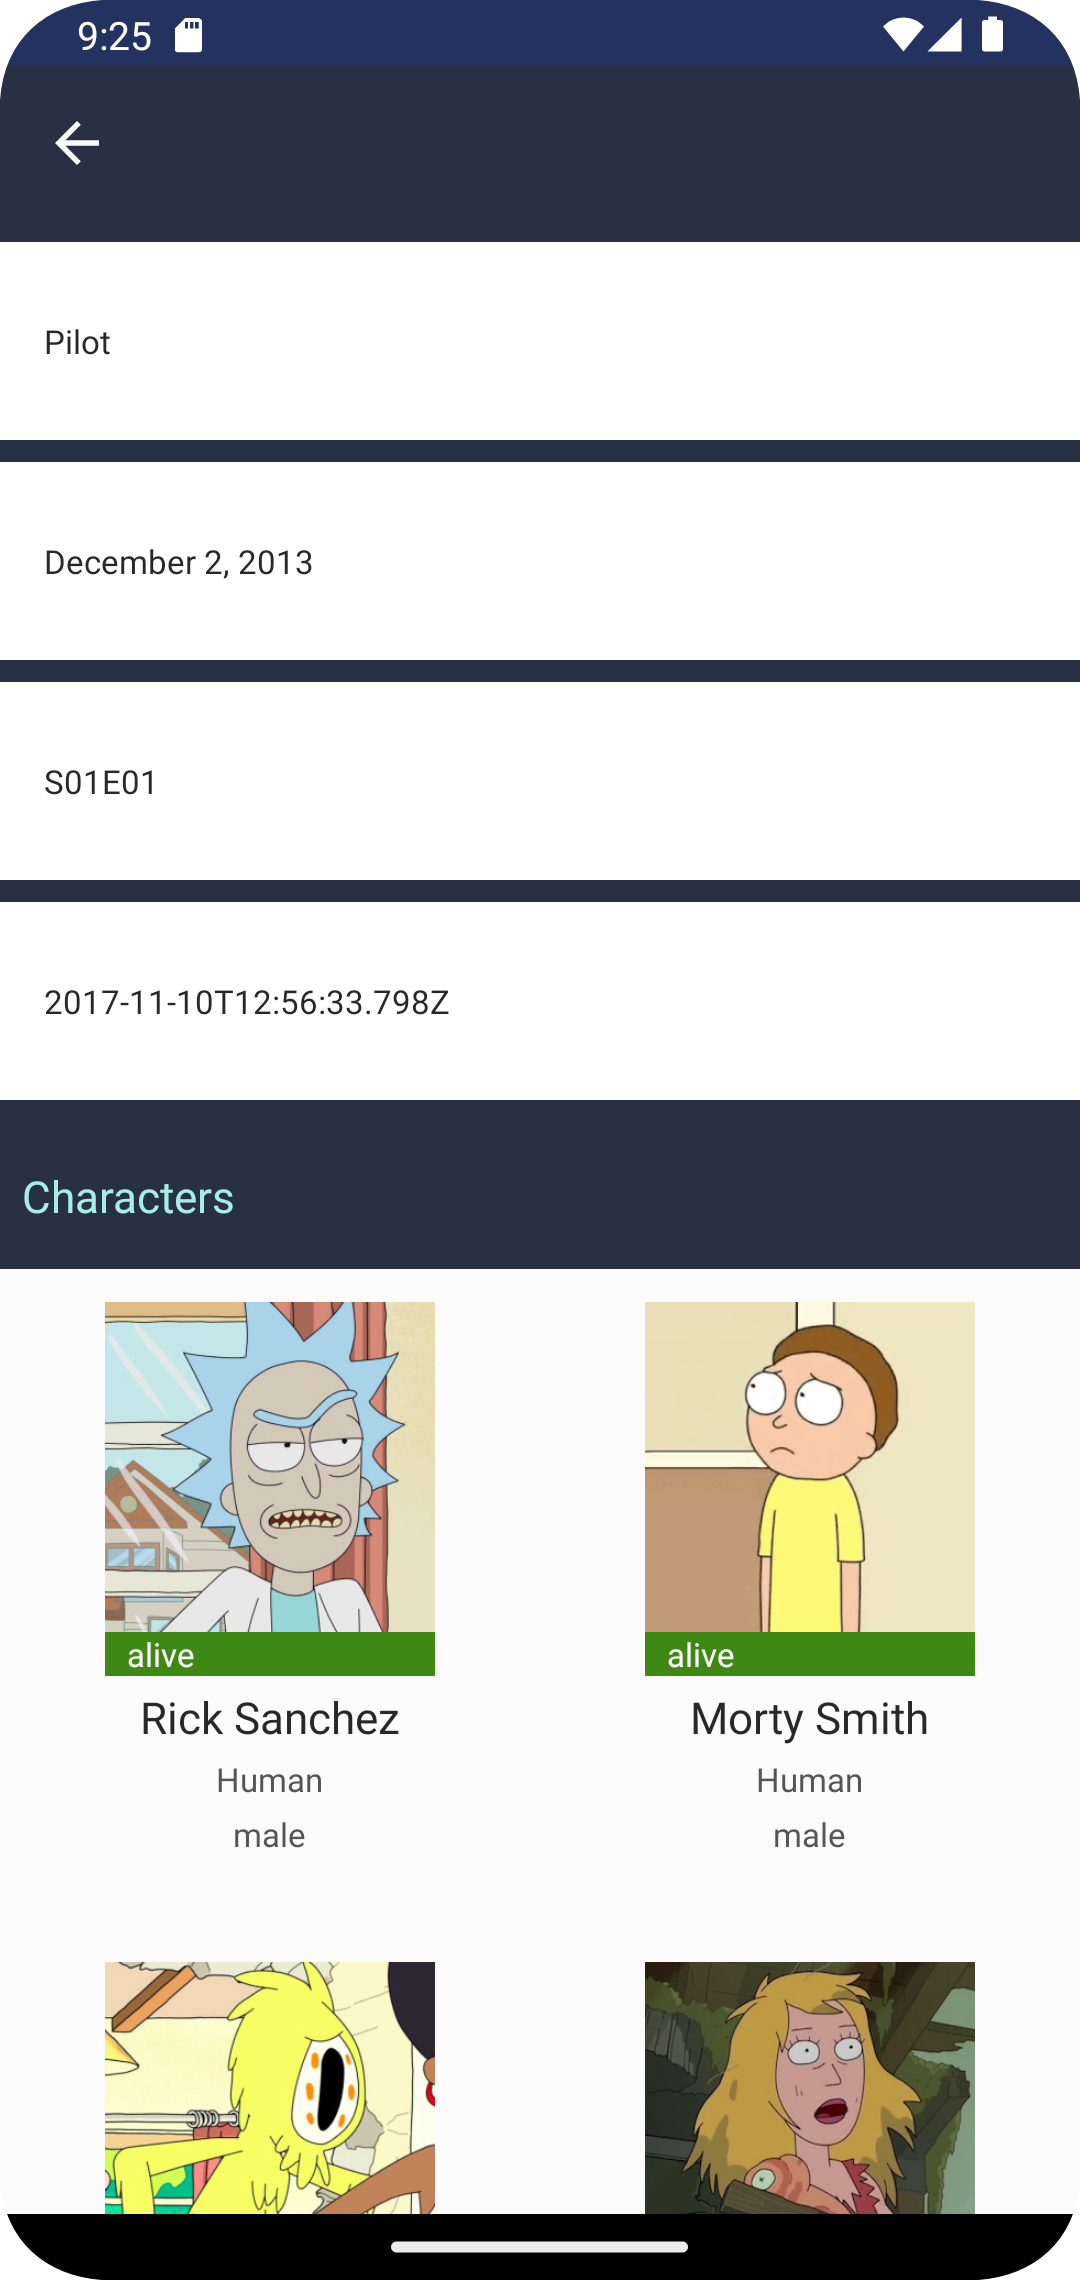 9:25
Pilot
December 2, 2013
S01E01
2017-11-10T12:56:33.798Z
Characters
alive
alive
Rick Sanchez
Morty Smith
Human
Human
male
male